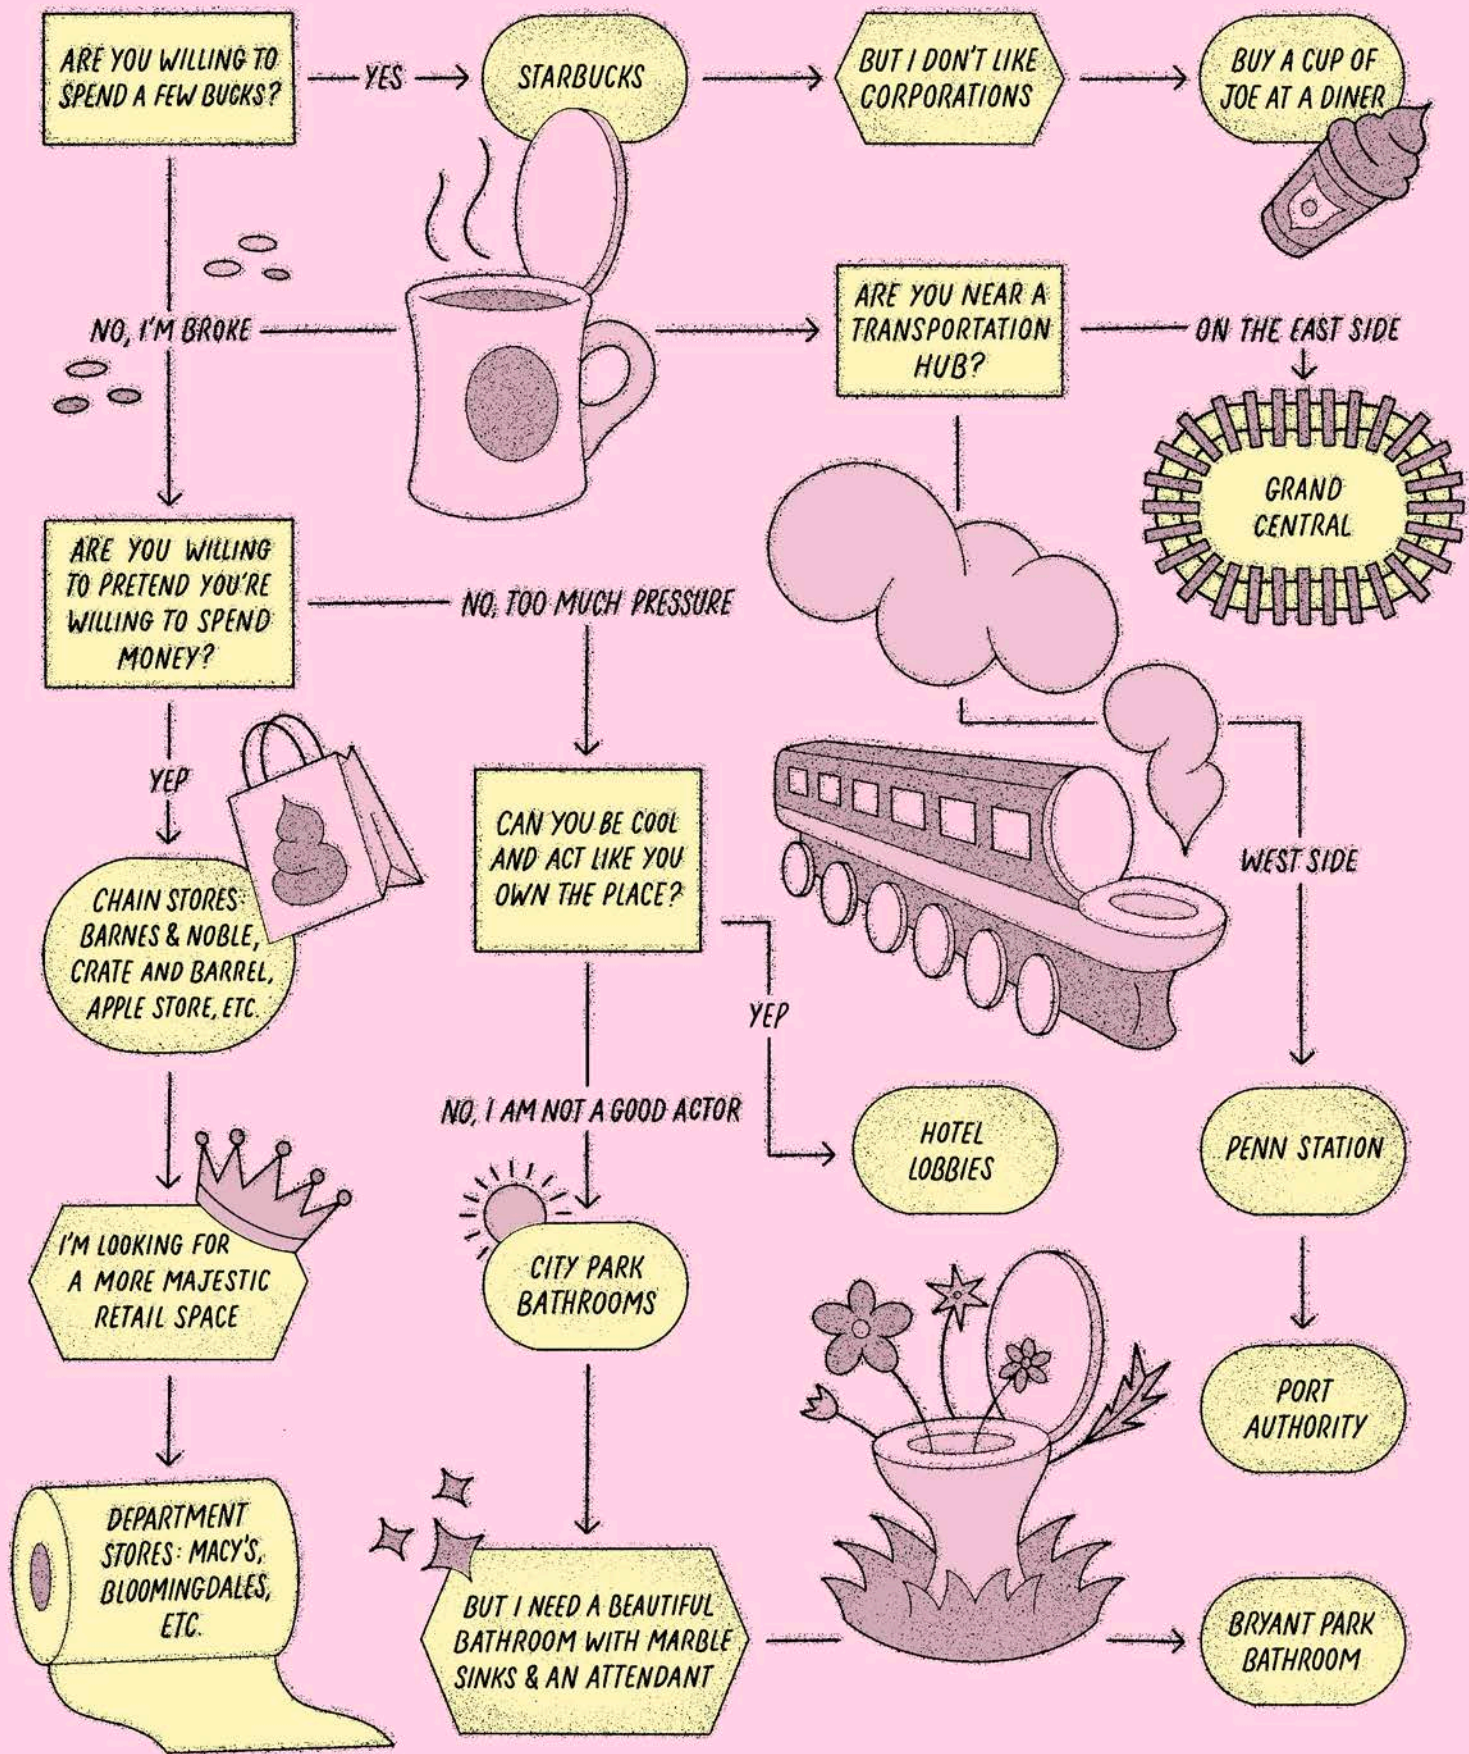 ARE YOU WILLING TO
SPEND A FEW BUCKS?
YES
STARBUCKS
BUT I DON'T LIKE
CORPORATIONS
BUY A CUP OF
JOE AT A DINER
NO, I'M BROKE
ARE YOU NEAR A
TRANSPORTATION
HUB?
ON THE EAST SIDE
GRAND
CENTRAL
ARE YOU WILLING
TO PRETEND YOU'RE
WILLING TO SPEND
MONEY?
NO, TOO MUCH PRESSURE
YEP
CAN YOU BE COOL
AND ACT LIKE YOU
OWN THE PLACE?
WEST SIDE
CHAIN STORES:
BARNES & NOBLE,
CRATE AND BARREL,
APPLE STORE, ETC.
YEP
NO, I AM NOT A GOOD ACTOR
HOTEL
LOBBIES
PENN STATION
I'M LOOKING FOR
A MORE MAJESTIC
RETAIL SPACE
CITY PARK
BATHROOMS
PORT
AUTHORITY
DEPARTMENT
STORES: MACY'S,
BLOOMINGDALES,
ETC.
BUT I NEED A BEAUTIFUL
BATHROOM WITH MARBLE
SINKS & AN ATTENDANT
BRYANT PARK
BATHROOM